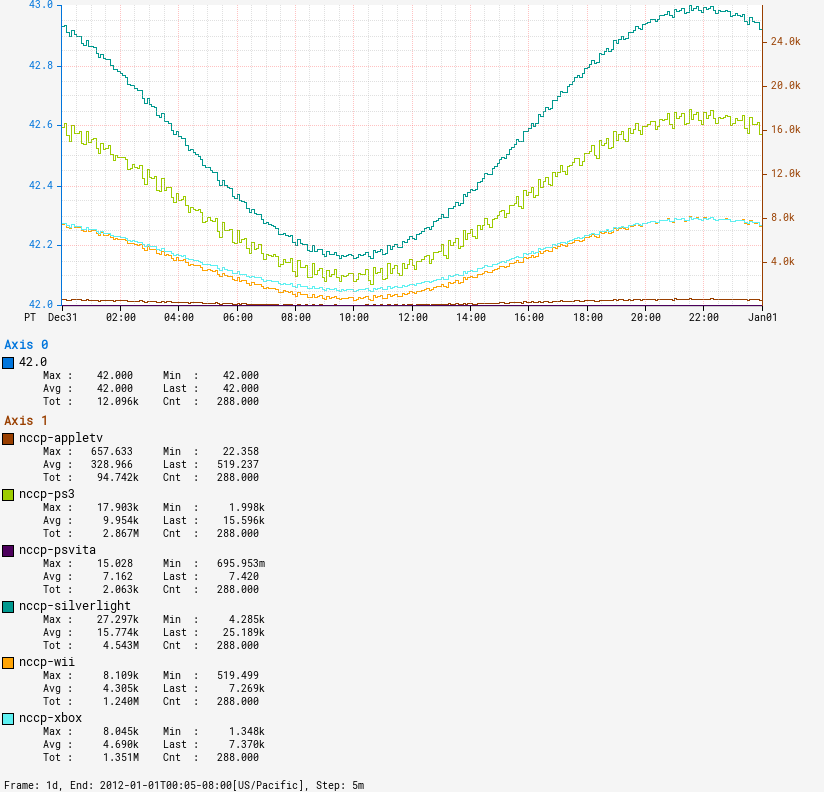 43.0
42.8
42.6
42.4
42.2
42.0
24.0k
20.0k
16.0k
12.0k
8.0k
4.0k
PT Dec31 02:00 04:00 06:00 08:00 10:00 12:00 14:00 16:00 18:00 20:00 22:00 Jan01
Axis 0
42.0
Max : 42.000 Min : 42.000
Avg : 42.000 Last : 42.000
Tot : 12.096k Cnt : 288.000
Axis 1
nccp-appletv
Max : 657.633 Min : 22.358
Avg : 328.966 Last : 519.237
Tot : 94.742k Cnt : 288.000
nccp-ps3
Max : 17.903k Min : 1.998k
Avg : 9.954k Last : 15.596k
Tot : 2.867M Cnt : 288.000
nccp-psvita
Max : 15.028 Min : 695.953m
Avg : 7.162 Last : 7.420
Tot : 2.063k Cnt : 288.000
nccp-silverlight
Max : 27.297k Min : 4.285k
Avg : 15.774k Last : 25.189k
Tot : 4.543M Cnt : 288.000
nccp-wii
Max : 8.109k Min : 519.499
Avg : 4.305k Last : 7.269k
Tot : 1.240M Cnt : 288.000
nccp-xbox
Max : 8.045k Min : 1.348k
Avg : 4.690k Last : 7.370k
Tot : 1.351M Cnt : 288.000
Frame: 1d, End: 2012-01-01T00:05-08:00[US/Pacific], Step: 5m